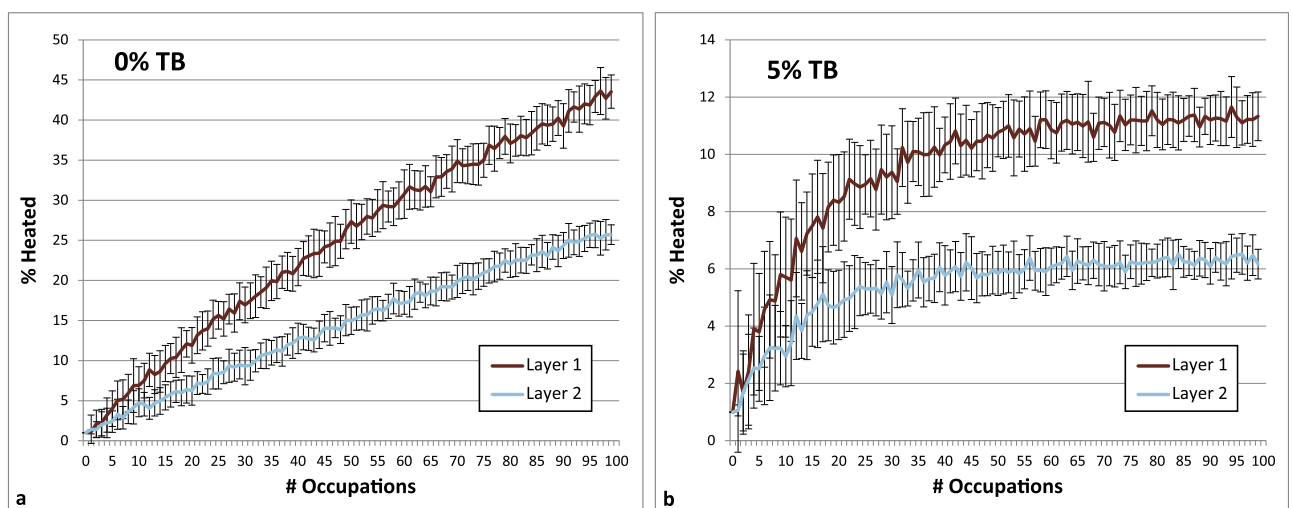 0% TB
50
45
40
35
30
25
20
15
10
5
0
% Heated
0 5 10 15 20 25 30 35 40 45 50 55 60 65 70 75 80 85 90 95 100
# Occupations
Layer 1
Layer 2
a
5% TB
14
12
10
8
6
4
2
0
% Heated
0 5 10 15 20 25 30 35 40 45 50 55 60 65 70 75 80 85 90 95 100
# Occupations
Layer 1
Layer 2
b